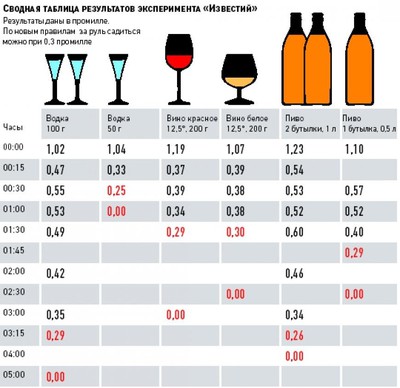 Сводная таблица результатов эксперимента «Известий»
Результаты даны в промилле.
По новым правилам за руль садиться
можно при 0,3 промилле
Часы Водка 100 г Водка 50 г Вино красное 12,5°, 200 г Вино белое 12,5°, 200 г Пиво 2 бутылки, 1 л Пиво 1 бутылка, 0,5 л
00:00 1,02 1,04 1,19 1,07 1,23 1,10
00:15 0,47 0,33 0,37 0,39 0,54
00:30 0,55 0,25 0,39 0,38 0,53 0,57
01:00 0,53 0,00 0,34 0,38 0,52 0,52
01:30 0,49 0,29 0,30 0,60 0,40
01:45 0,29
02:00 0,42 0,46
02:30 0,00 0,00
03:00 0,35 0,00 0,34
03:15 0,29 0,26
04:00 0,00
05:00 0,00